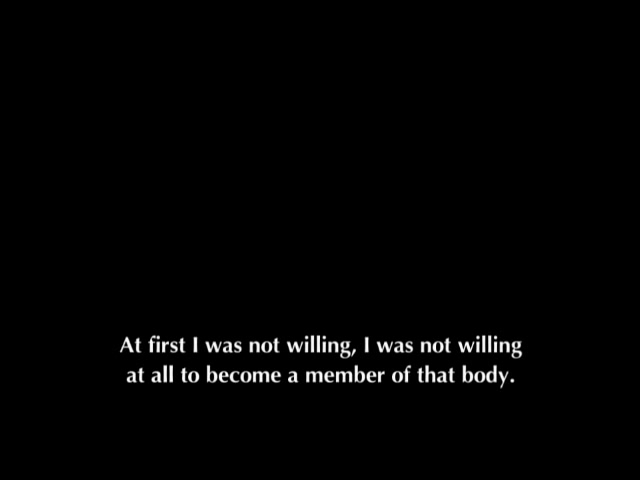 At first I was not willing, I was not willing
at all to become a member of that body.